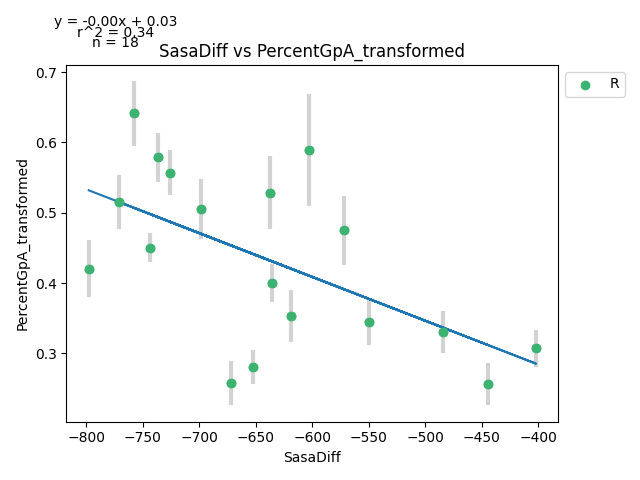 y = -0.00x + 0.03
r^2 = 0.34
n = 18
SasaDiff vs PercentGpA_transformed
R
PercentGpA_transformed
0.7
0.6
0.5
0.4
0.3
−800 −750 −700 −650 −600 −550 −500 −450 −400
SasaDiff